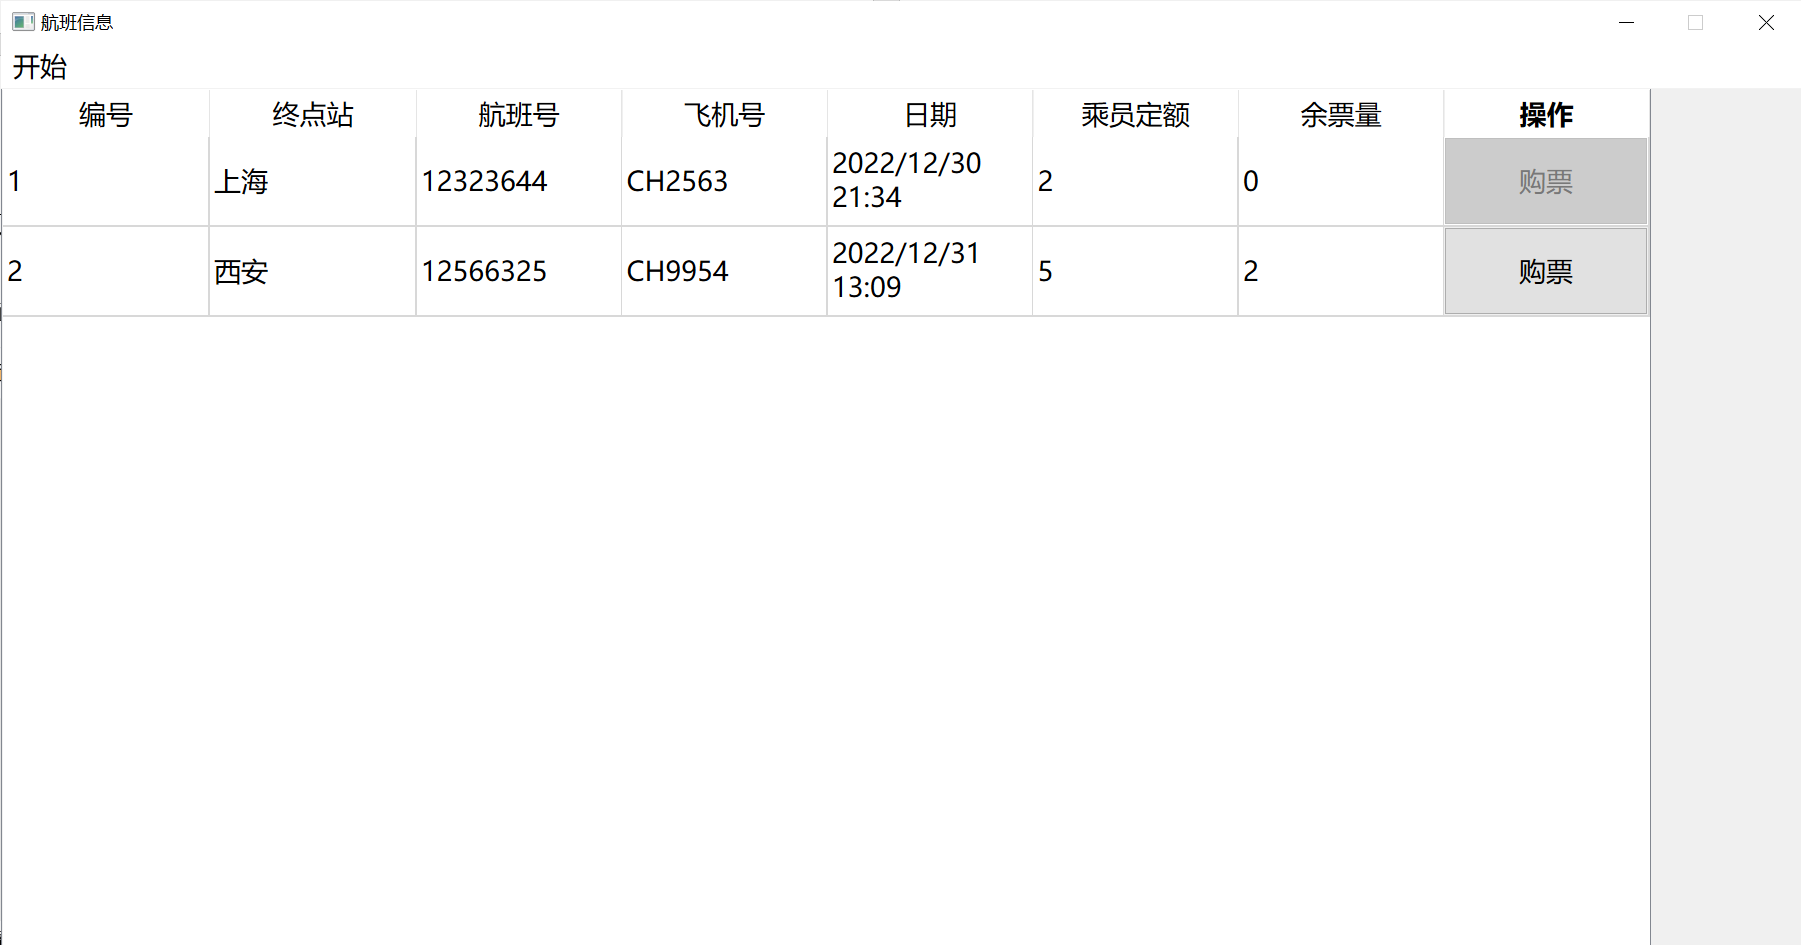 航班信息
开始
编号 终点站 航班号 飞机号 日期 乘员定额 余票量 操作
1 上海 12323644 CH2563 2022/12/30 21:34 2 0 购票
2 西安 12566325 CH9954 2022/12/31 13:09 5 2 购票